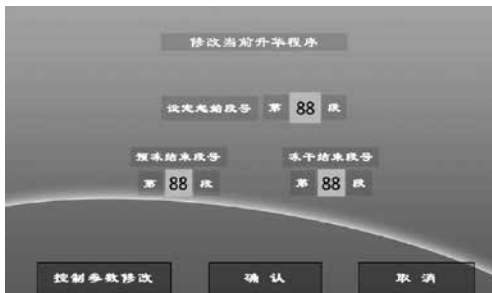 修改当前升华程序
设定起始段号 第 88 段
预冻结束段号 冻干结束段号
第 88 段 第 88 段
控制参数修改 确认 取消